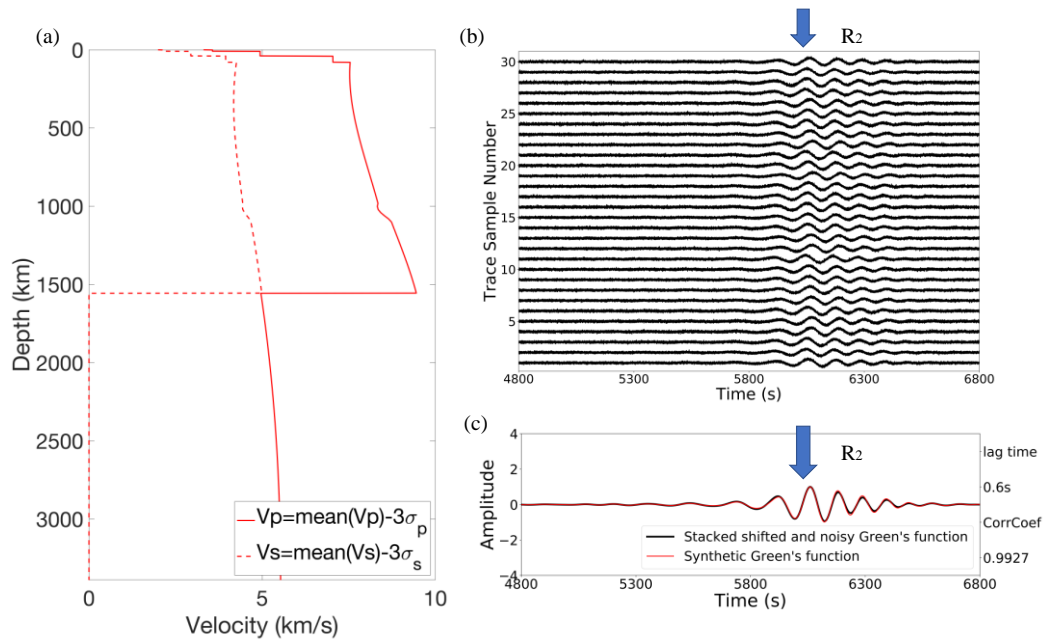 (a)
0
500
1000
1500
2000
2500
3000
Depth (km)
0
5
10
Velocity (km/s)
Vp=mean(Vp)-3σp
Vs=mean(Vs)-3σs
(b)
R2
30
25
20
15
10
5
Trace Sample Number
4800
5300
5800
6300
6800
Time (s)
(c)
R2
4
2
0
−2
−4
Amplitude
lag time
0.6s
CorrCoef
0.9927
Stacked shifted and noisy Green's function
Synthetic Green's function
4800
5300
5800
6300
6800
Time (s)